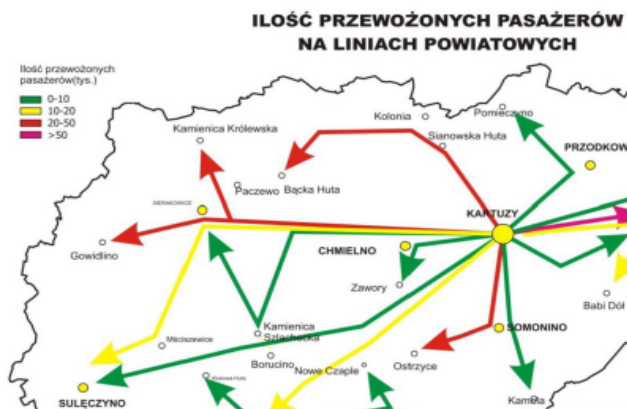 ILOŚĆ PRZEWOŻONYCH PASAŻERÓW
NA LINIACH POWIATOWYCH
Ilość przewożonych
pasażerów(tys.)
0-10
10-20
20-50
>50
Kolonia
Pomieczyno
Kamienica Królewska
Sianowska Huta
PRZODKOW
Paczewo
Bącka Huta
SIERAKOWICE
KARTUZY
Gowidlino
CHMIELNO
Zawory
Babi Dół
Kamienica
Szlachecka
SOMONINO
Mściszewice
Borucino
Nowe Czaple
Ostrzyce
SULĘCZYNO
Kamela